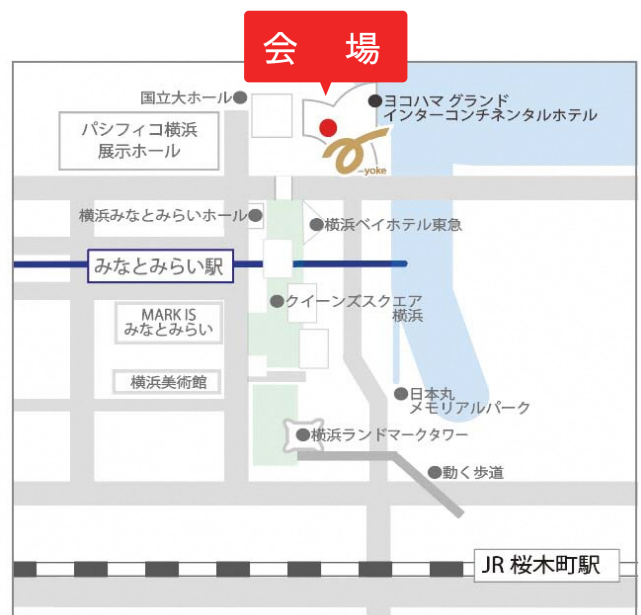 会 場
国立大ホール
ヨコハマ グランド
インターコンチネンタルホテル
パシフィコ横浜
展示ホール
yoke
横浜みなとみらいホール
横浜ベイホテル東急
みなとみらい駅
クイーンズスクエア
横浜
MARK IS
みなとみらい
横浜美術館
日本丸
メモリアルパーク
横浜ランドマークタワー
動く歩道
JR 桜木町駅